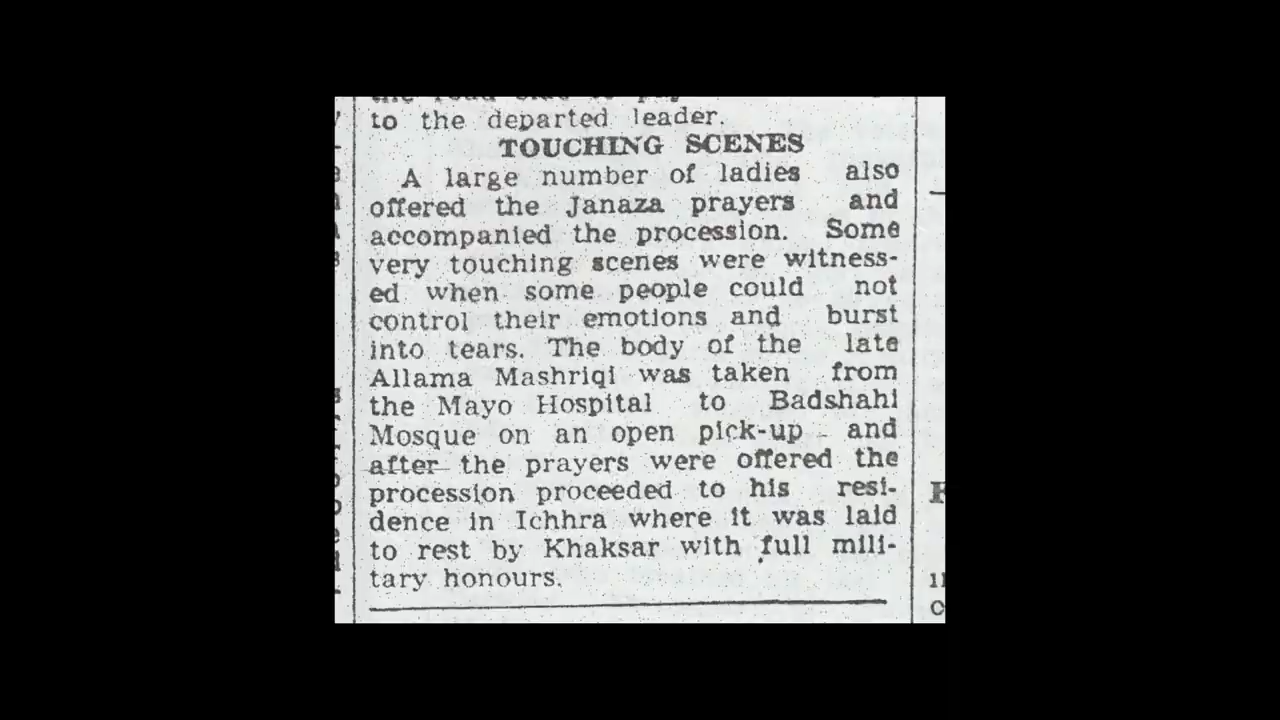 to the departed leader.
TOUCHING SCENES
A large number of ladies also
offered the Janaza prayers and
accompanied the procession. Some
very touching scenes were witness-
ed when some people could not
control their emotions and burst
into tears. The body of the late
Allama Mashriqi was taken from
the Mayo Hospital to Badshahi
Mosque on an open pick-up and
after the prayers were offered the
procession proceeded to his resi-
dence in Ichhra where it was laid
to rest by Khaksar with full mili-
tary honours.